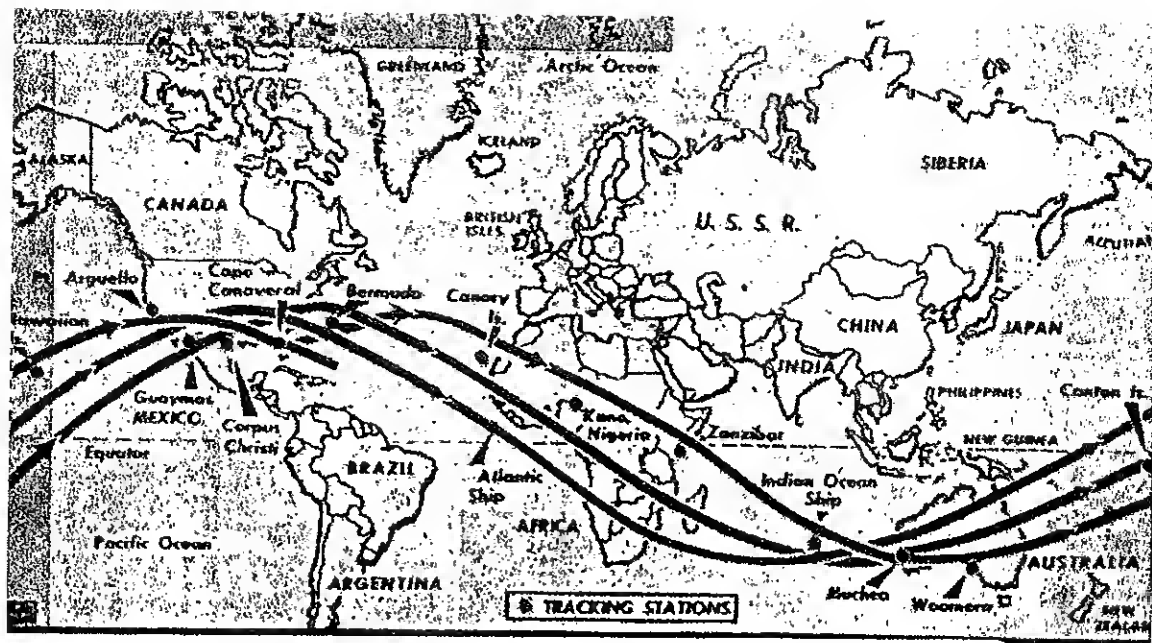 GREENLAND
Arctic Ocean
ICELAND
ALASKA
SIBERIA
CANADA
BRITISH
ISLES
U. S. S. R.
Arguello
Cape
Canaveral
Bermuda
Canary
Is.
Hawaiian
CHINA
JAPAN
INDIA
Guaymas
MEXICO
PHILIPPINES
Canton Is.
Corpus
Christi
Kano,
Nigeria
Zanzibar
NEW GUINEA
Equator
BRAZIL
Atlantic
Ship
Indian Ocean
Ship
AFRICA
Pacific Ocean
ARGENTINA
AUSTRALIA
Muchea
Woomera
TRACKING STATIONS
NEW